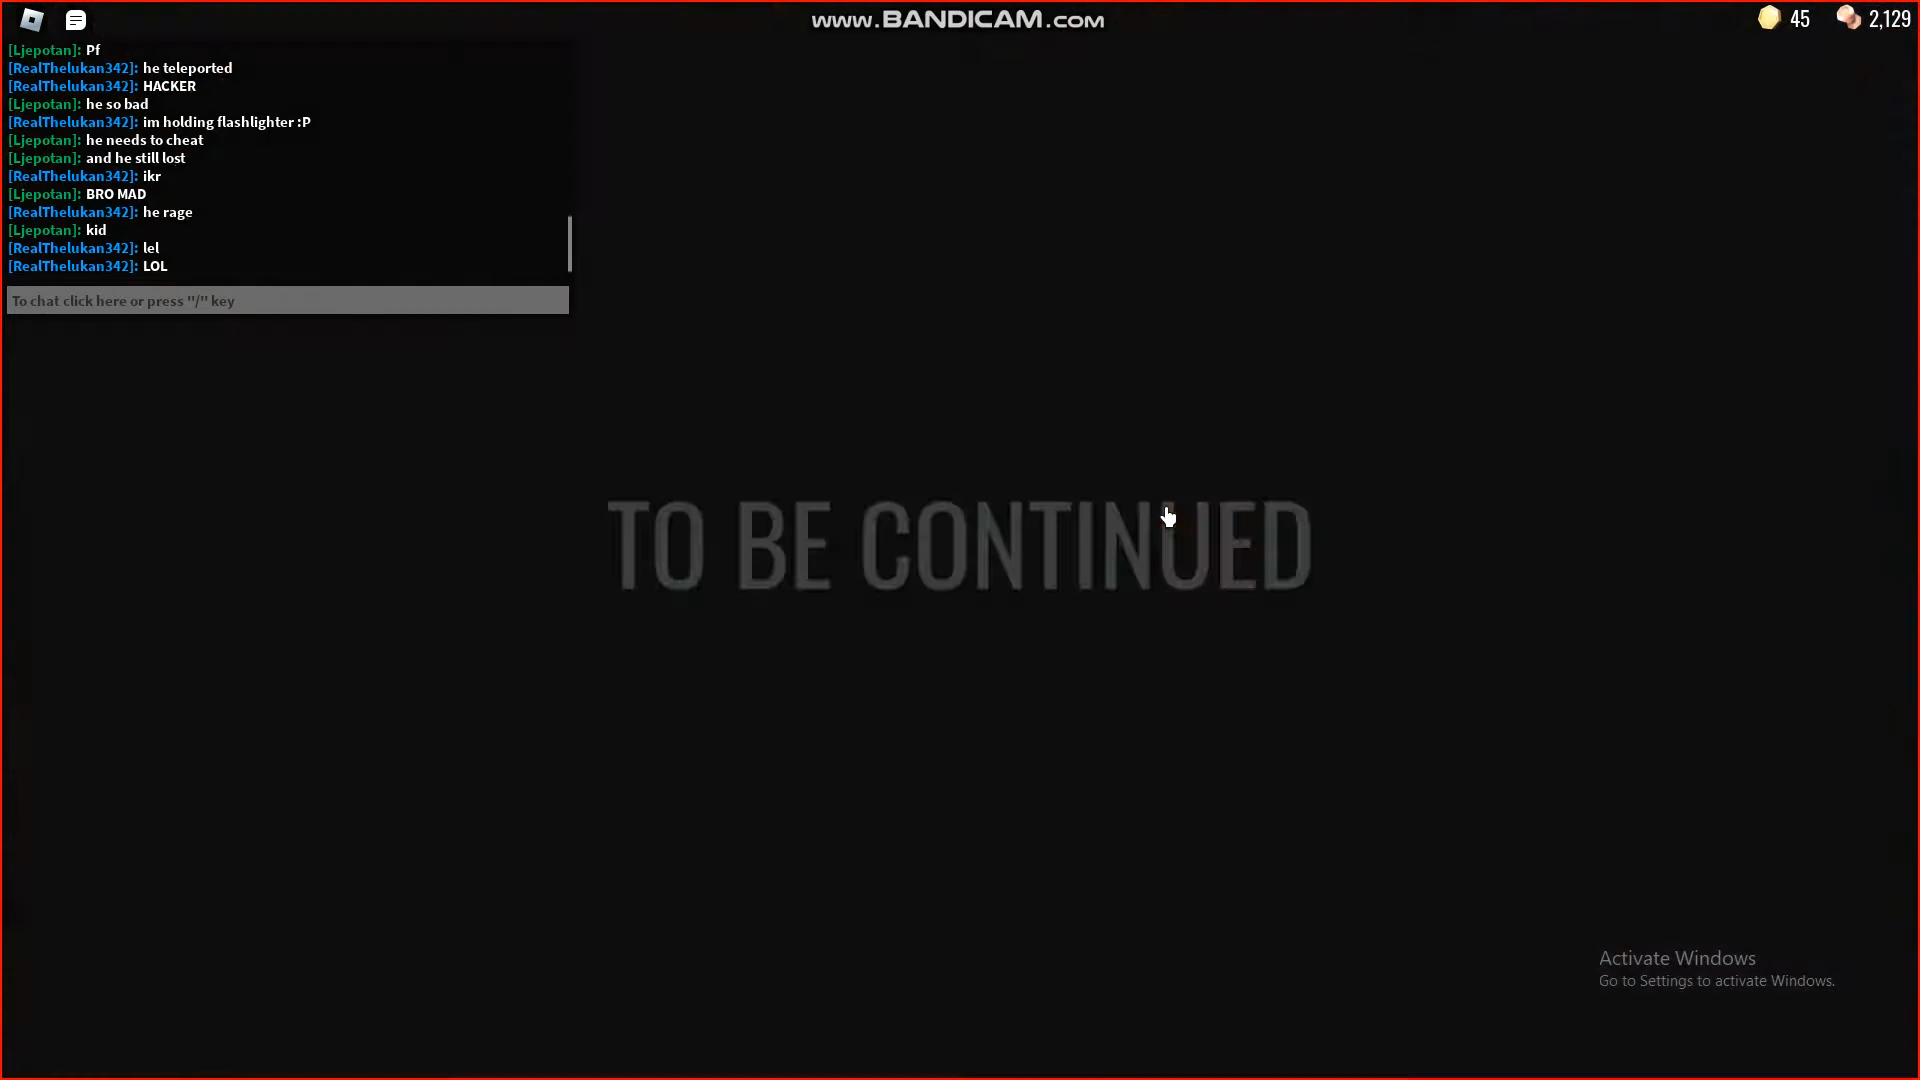 www.BANDICAM.com
45 2,129
[Ljepotan]: Pf
[RealThelukan342]: he teleported
[RealThelukan342]: HACKER
[Ljepotan]: he so bad
[RealThelukan342]: im holding flashlighter :P
[Ljepotan]: he needs to cheat
[Ljepotan]: and he still lost
[RealThelukan342]: ikr
[Ljepotan]: BRO MAD
[RealThelukan342]: he rage
[Ljepotan]: kid
[RealThelukan342]: lel
[RealThelukan342]: LOL
To chat click here or press "/" key
TO BE CONTINUED
Activate Windows
Go to Settings to activate Windows.